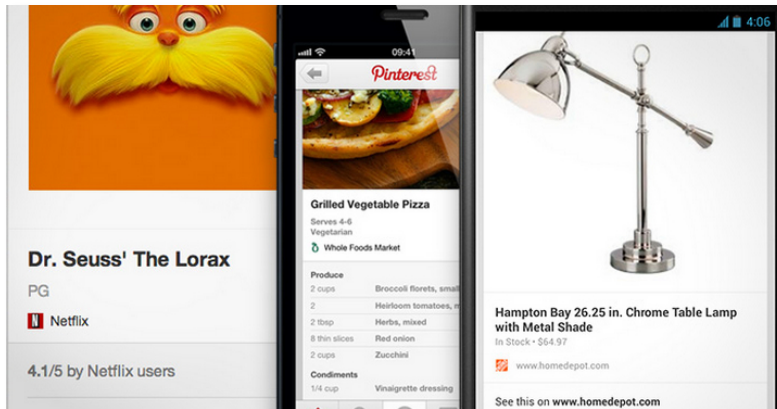 Dr. Seuss' The Lorax
PG
N Netflix
4.1/5 by Netflix users
09:41
Pinterest
Grilled Vegetable Pizza
Serves 4-6
Vegetarian
Whole Foods Market
Produce
2 cups Broccoli florets, small
2 Heirloom tomatoes, m
2 tbsp Herbs, mixed
8 thin slices Red onion
2 cups Zucchini
Condiments
1/4 cup Vinaigrette dressing
4:06
Hampton Bay 26.25 in. Chrome Table Lamp
with Metal Shade
In Stock • $64.97
www.homedepot.com
See this on www.homedepot.com